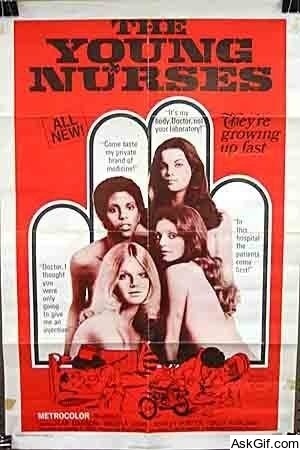 THE
YOUNG
NURSES
ALL
NEW!
"It's my
body, Doctor, not
your laboratory!"
They're
growing
up fast
"Come taste
my private
brand of
medicine!"
"Doctor, I
thought
you were
only
going
to give
me an
injection!"
"In
this
hospital
the
patients
come
first!"
METROCOLOR
AskGif.com